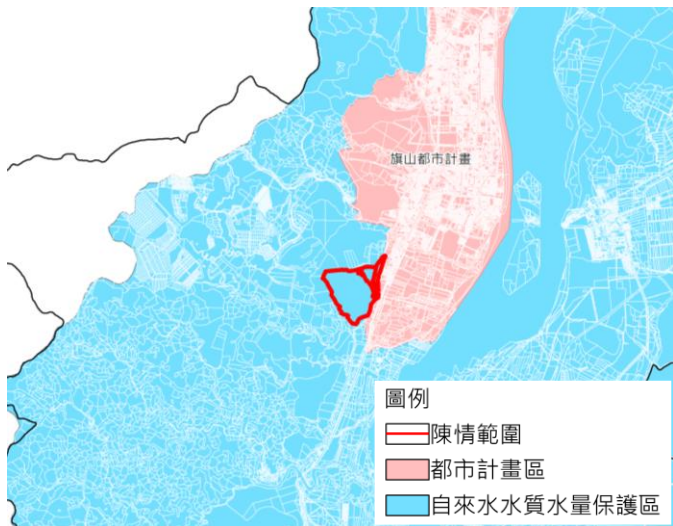 旗山都市計畫
圖例
陳情範圍
都市計畫區
自來水水質水量保護區